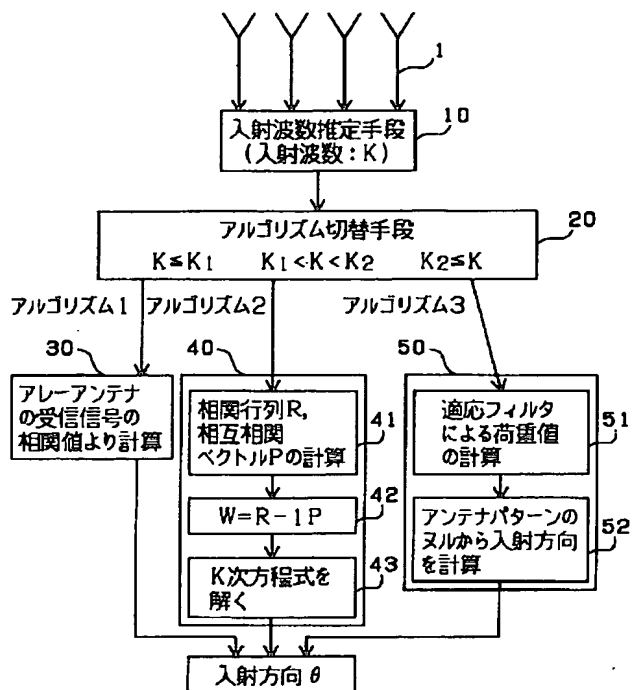 1
入射波数推定手段
(入射波数:K)
10
アルゴリズム切替手段
K≦K1 K1<K<K2 K2≦K
20
アルゴリズム1 アルゴリズム2 アルゴリズム3
30
アレーアンテナ
の受信信号の
相関値より計算
40
相関行列R,
相互相関
ベクトルPの計算
41
W=R-1P
42
K次方程式を
解く
43
50
適応フィルタ
による荷重値
の計算
51
アンテナパターンの
ヌルから入射方向
を計算
52
入射方向 θ